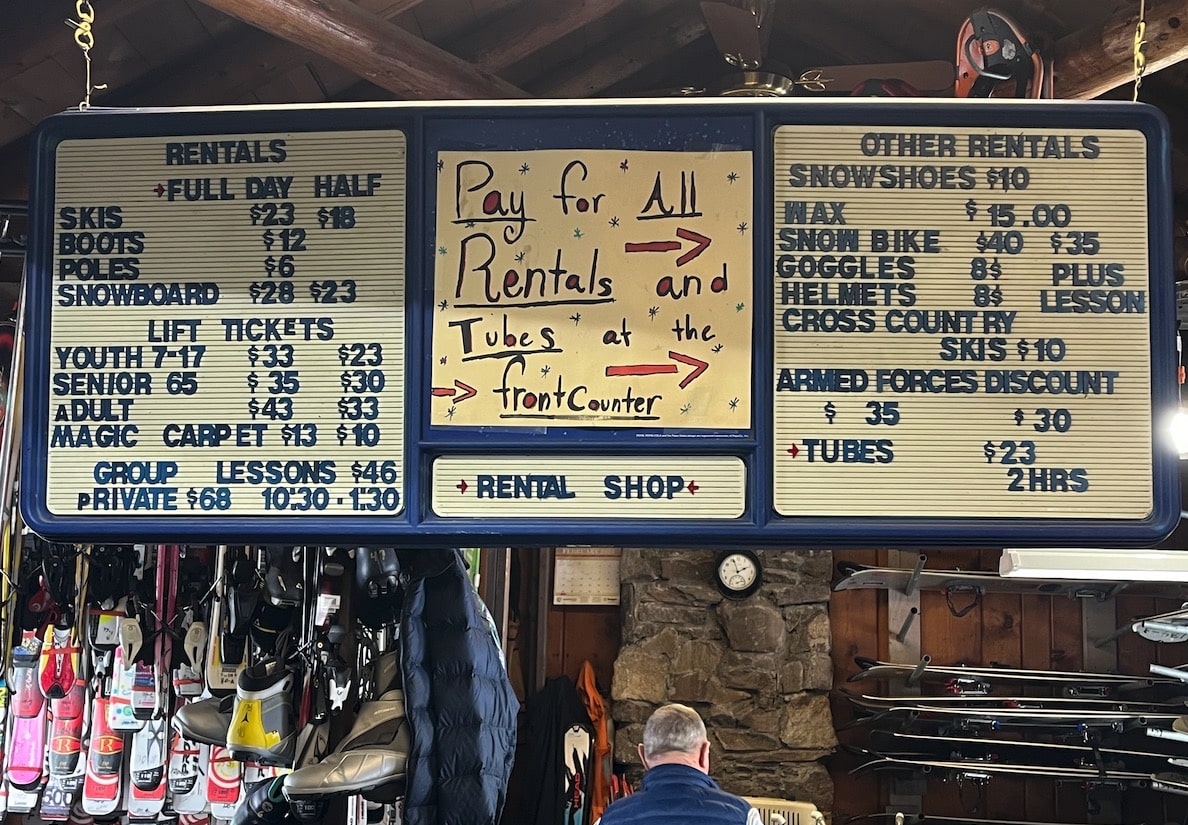 RENTALS
FULL DAY HALF
SKIS $23 $18
BOOTS $12
POLES $6
SNOWBOARD $28 $23
LIFT TICKETS
YOUTH 7-17 $33 $23
SENIOR 65 $35 $30
ADULT $43 $33
MAGIC CARPET $13 $10
GROUP LESSONS $46
PRIVATE $68 10:30 - 1:30
Pay for All
Rentals and
Tubes at the
front Counter
RENTAL SHOP
OTHER RENTALS
SNOWSHOES $10
WAX $15.00
SNOW BIKE $40 $35
GOGGLES 8$ PLUS
HELMETS 8$ LESSON
CROSS COUNTRY
SKIS $10
ARMED FORCES DISCOUNT
$ 35 $30
TUBES $23
2HRS
FEBRUARY